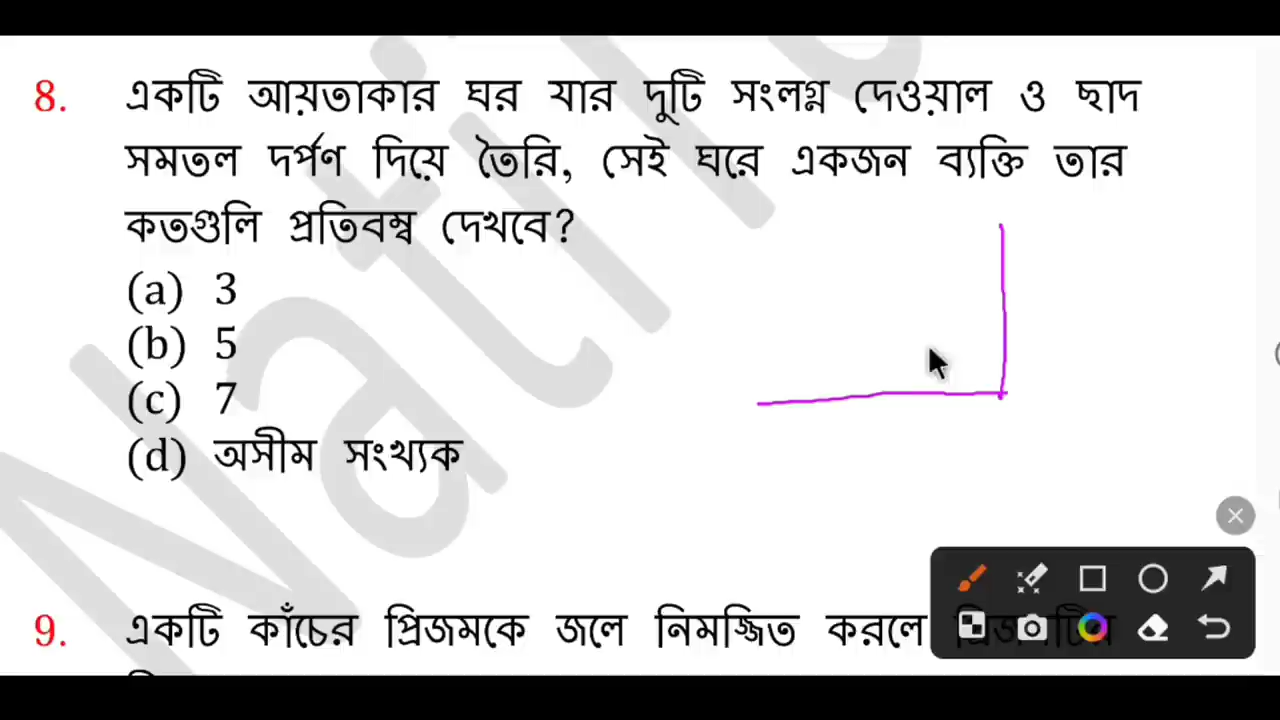 8. একটি আয়তাকার ঘর যার দুটি সংলগ্ন দেওয়াল ও ছাদ
সমতল দর্পণ দিয়ে তৈরি, সেই ঘরে একজন ব্যক্তি তার
কতগুলি প্রতিবম্ব দেখবে?
(a) 3
(b) 5
(c) 7
(d) অসীম সংখ্যক
9. একটি কাঁচের প্রিজমকে জলে নিমজ্জিত করলে